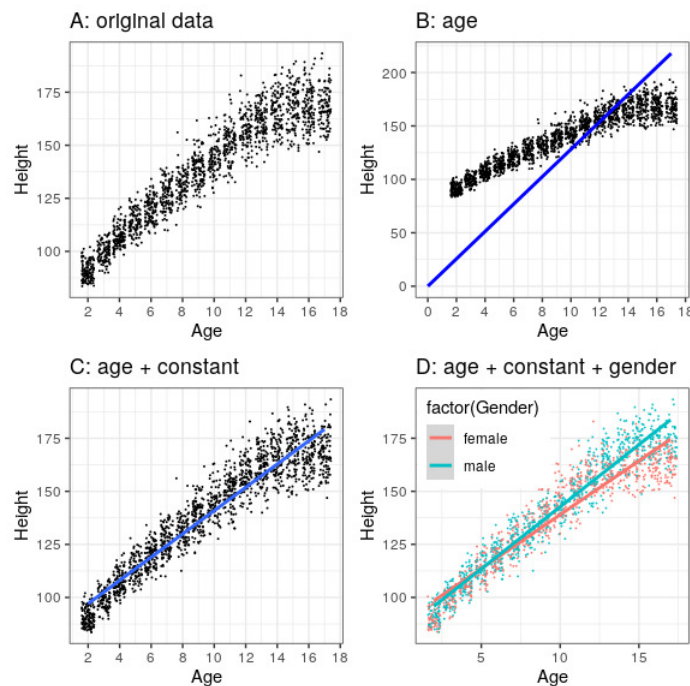 A: original data
175
150
125
100
Height
2 4 6 8 10 12 14 16 18
Age
B: age
200
150
100
50
0
Height
0 2 4 6 8 10 12 14 16 18
Age
C: age + constant
175
150
125
100
Height
2 4 6 8 10 12 14 16 18
Age
D: age + constant + gender
factor(Gender)
female
male
175
150
125
100
Height
5 10 15
Age